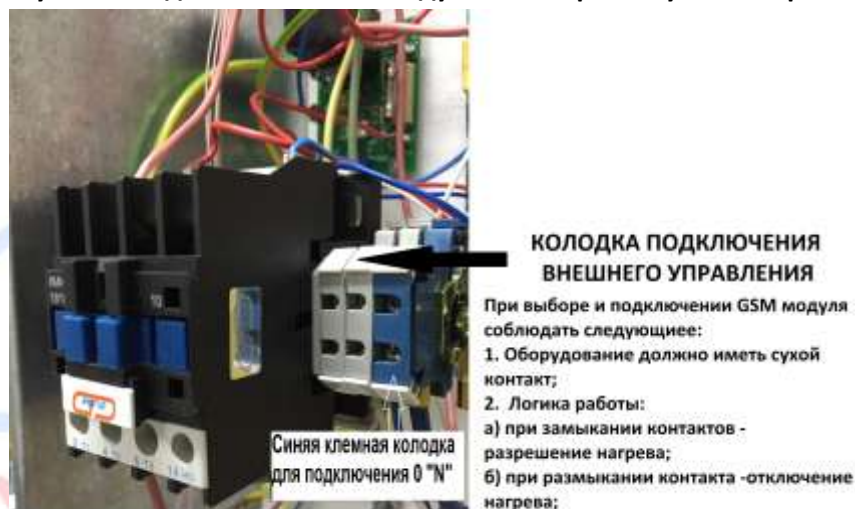 КОЛОДКА ПОДКЛЮЧЕНИЯ
ВНЕШНЕГО УПРАВЛЕНИЯ
При выборе и подключении GSM модуля
соблюдать следующиее:
1. Оборудование должно иметь сухой
контакт;
2. Логика работы:
а) при замыкании контактов -
разрешение нагрева;
б) при размыкании контакта -отключение
нагрева;
Синяя клемная колодка
для подключения 0 "N"
10